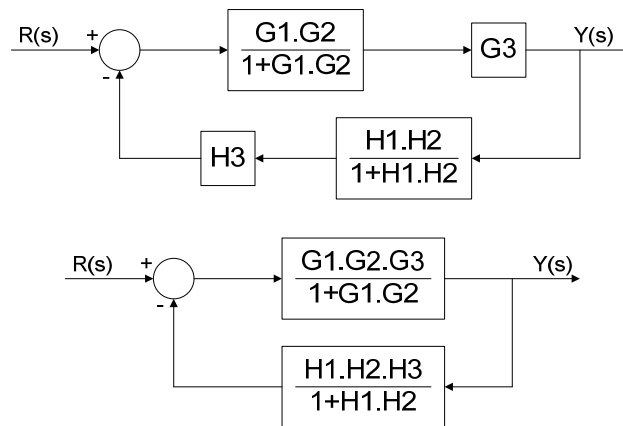 R(s)
+
-
G1.G2
1+G1.G2
G3
Y(s)
H3
H1.H2
1+H1.H2
R(s)
+
-
G1.G2.G3
1+G1.G2
Y(s)
H1.H2.H3
1+H1.H2